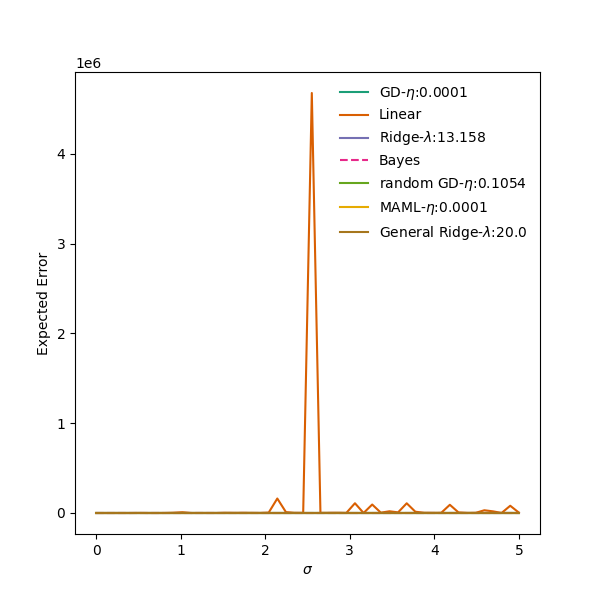 1e6
GD-η:0.0001
Linear
Ridge-λ:13.158
Bayes
random GD-η:0.1054
MAML-η:0.0001
General Ridge-λ:20.0
Expected Error
4
3
2
1
0
0 1 2 3 4 5
σ